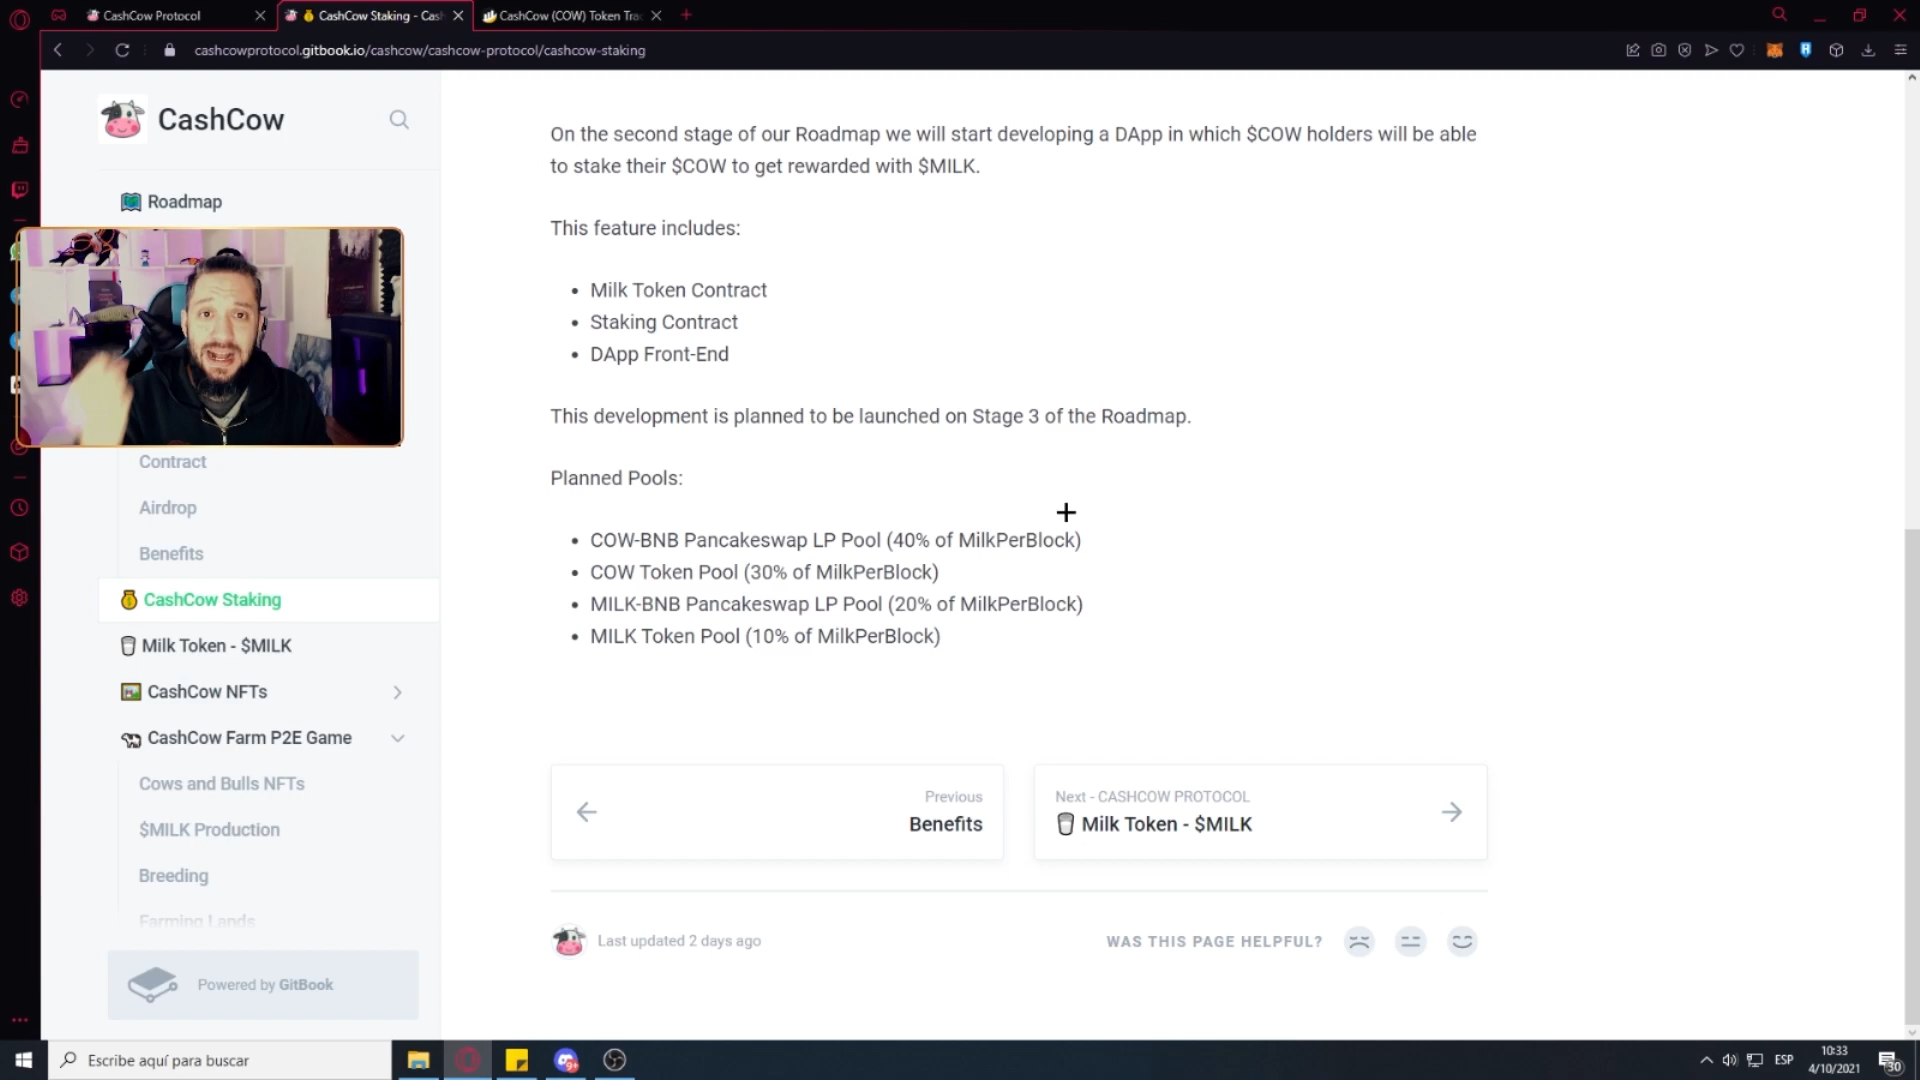 CashCow Protocol
CashCow Staking - Cas
CashCow (COW) Token Tra
cashcowprotocol.gitbook.io/cashcow/cashcow-protocol/cashcow-staking
CashCow
Roadmap
Contract
Airdrop
Benefits
CashCow Staking
Milk Token - $MILK
CashCow NFTs
CashCow Farm P2E Game
Cows and Bulls NFTs
$MILK Production
Breeding
Farming Lands
Powered by GitBook
On the second stage of our Roadmap we will start developing a DApp in which $COW holders will be able
to stake their $COW to get rewarded with $MILK.
This feature includes:
• Milk Token Contract
• Staking Contract
• DApp Front-End
This development is planned to be launched on Stage 3 of the Roadmap.
Planned Pools:
• COW-BNB Pancakeswap LP Pool (40% of MilkPerBlock)
• COW Token Pool (30% of MilkPerBlock)
• MILK-BNB Pancakeswap LP Pool (20% of MilkPerBlock)
• MILK Token Pool (10% of MilkPerBlock)
Previous
Benefits
Next - CASHCOW PROTOCOL
Milk Token - $MILK
Last updated 2 days ago
WAS THIS PAGE HELPFUL?
Escribe aquí para buscar
9+
ESP
10:33
4/10/2021
30